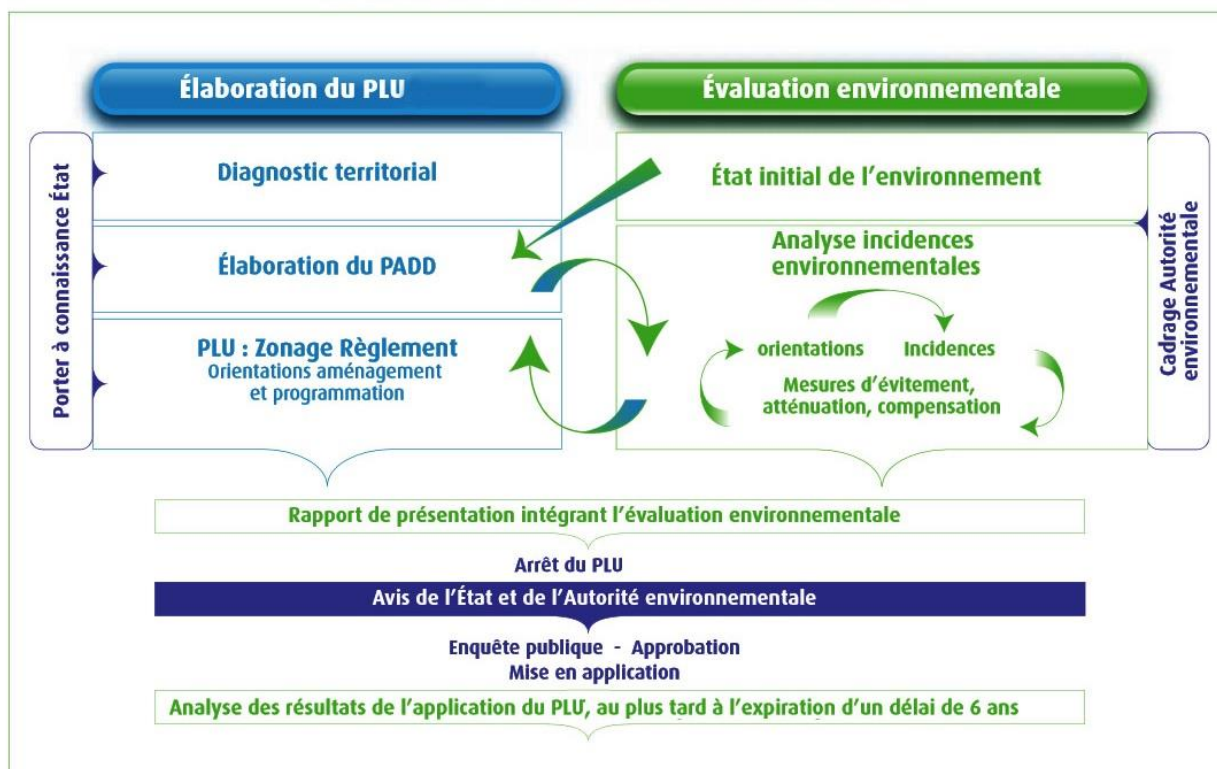 Élaboration du PLU
Évaluation environnementale
Porter à connaissance État
Diagnostic territorial
État initial de l'environnement
Élaboration du PADD
Analyse incidences
environnementales
PLU : Zonage Règlement
Orientations aménagement
et programmation
orientations
Incidences
Mesures d'évitement,
atténuation, compensation
Cadrage Autorité
environnementale
Rapport de présentation intégrant l'évaluation environnementale
Arrêt du PLU
Avis de l'État et de l'Autorité environnementale
Enquête publique - Approbation
Mise en application
Analyse des résultats de l'application du PLU, au plus tard à l'expiration d'un délai de 6 ans